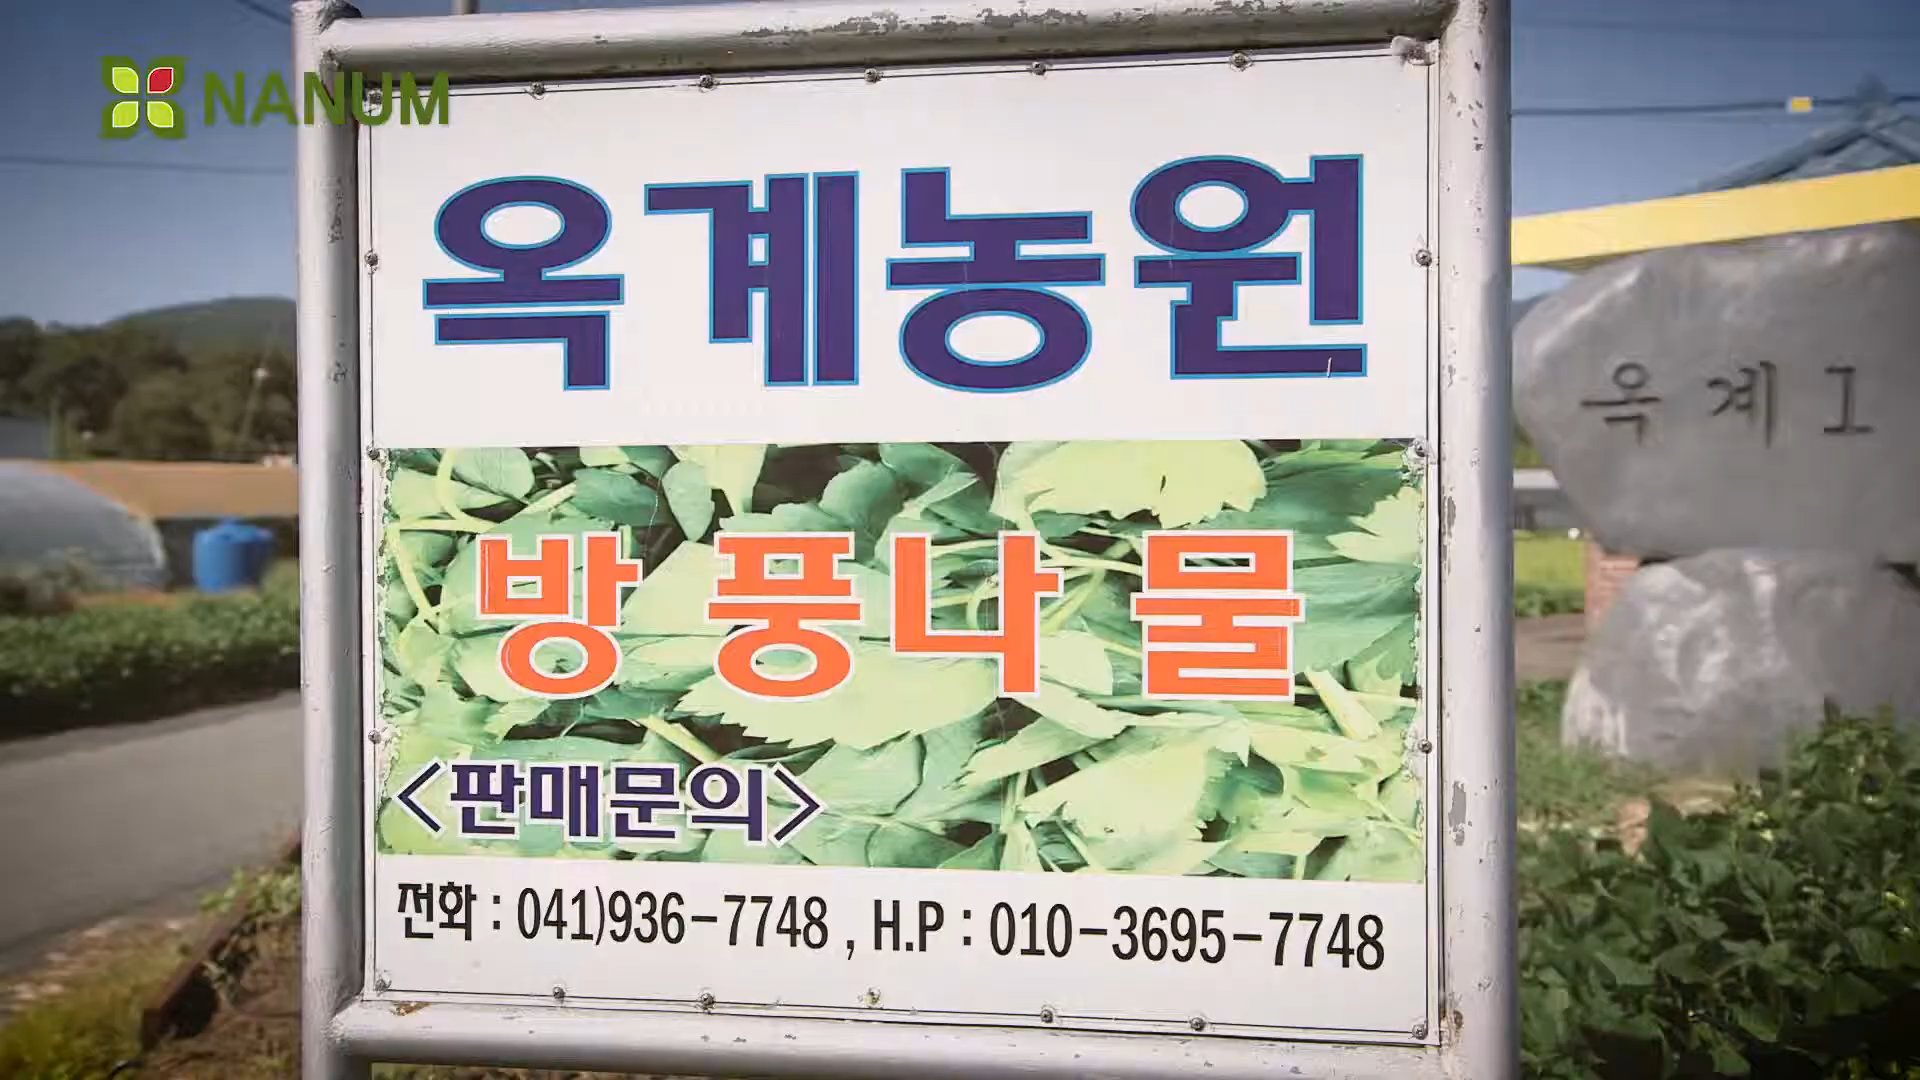 NANUM
옥계농원
방풍나물
<판매문의>
전화 : 041)936-7748 , H.P : 010-3695-7748
옥계1